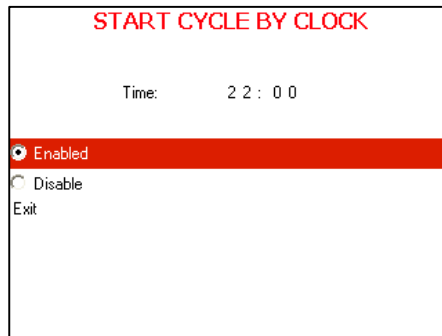 START CYCLE BY CLOCK
Time: 22:00
Enabled
Disable
Exit